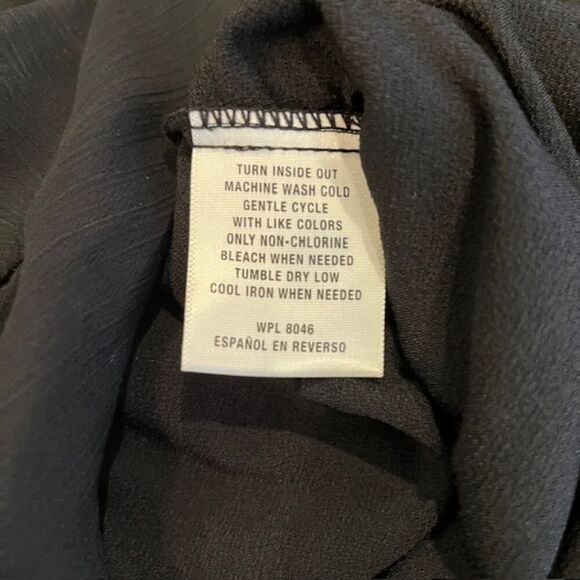 TURN INSIDE OUT
MACHINE WASH COLD
GENTLE CYCLE
WITH LIKE COLORS
ONLY NON-CHLORINE
BLEACH WHEN NEEDED
TUMBLE DRY LOW
COOL IRON WHEN NEEDED
WPL 8046
ESPAÑOL EN REVERSO